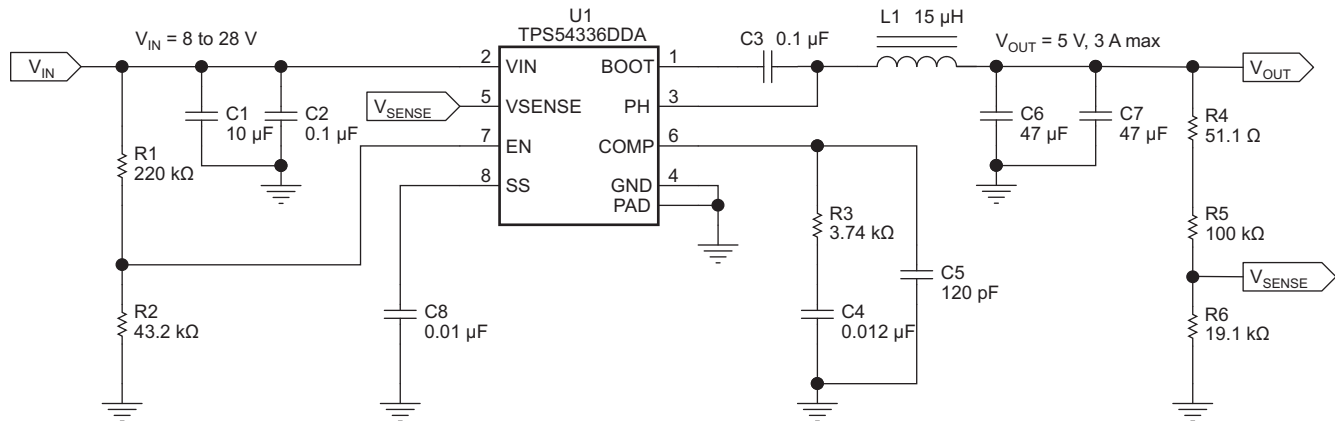 U1
TPS54336DDA
V_IN = 8 to 28 V
V_IN
C1
10 µF
C2
0.1 µF
R1
220 kΩ
R2
43.2 kΩ
V_SENSE
C8
0.01 µF
2 VIN
5 VSENSE
7 EN
8 SS
BOOT 1
PH 3
COMP 6
GND 4
PAD
C3 0.1 µF
L1 15 µH
V_OUT = 5 V, 3 A max
V_OUT
C6
47 µF
C7
47 µF
R4
51.1 Ω
R5
100 kΩ
V_SENSE
R6
19.1 kΩ
R3
3.74 kΩ
C4
0.012 µF
C5
120 pF